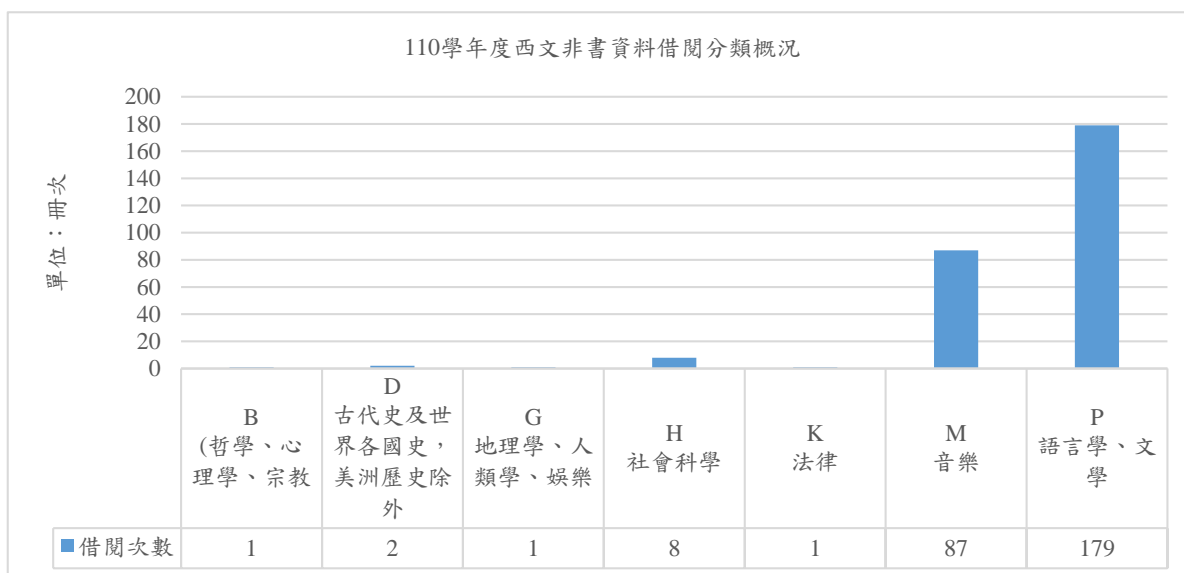 110學年度西文非書資料借閱分類概況
單位：冊次
200
180
160
140
120
100
80
60
40
20
0
B
(哲學、心
理學、宗教
D
古代史及世
界各國史，
美洲歷史除
外
G
地理學、人
類學、娛樂
H
社會科學
K
法律
M
音樂
P
語言學、文
學
借閱次數 1 2 1 8 1 87 179